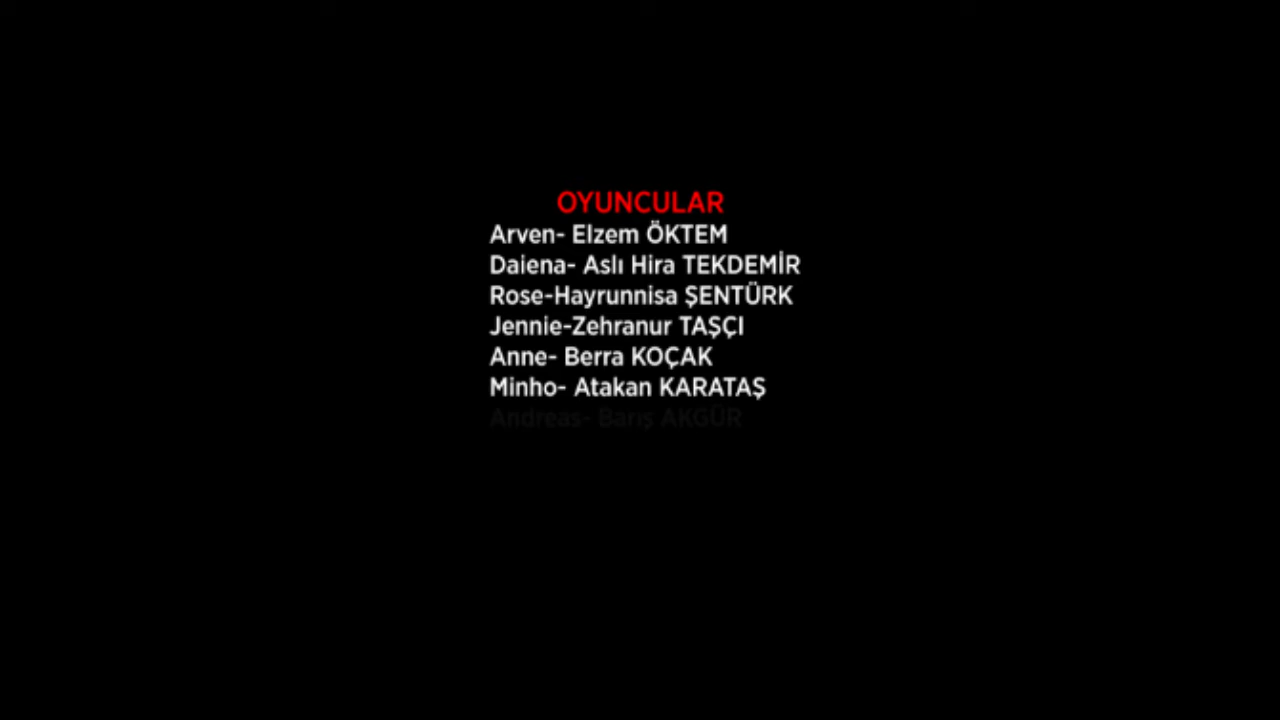 OYUNCULAR
Arven- Elzem ÖKTEM
Daiena- Aslı Hira TEKDEMİR
Rose-Hayrunnisa ŞENTÜRK
Jennie-Zehranur TAŞÇI
Anne- Berra KOÇAK
Minho- Atakan KARATAŞ
Andreas- Barış AKGÜR